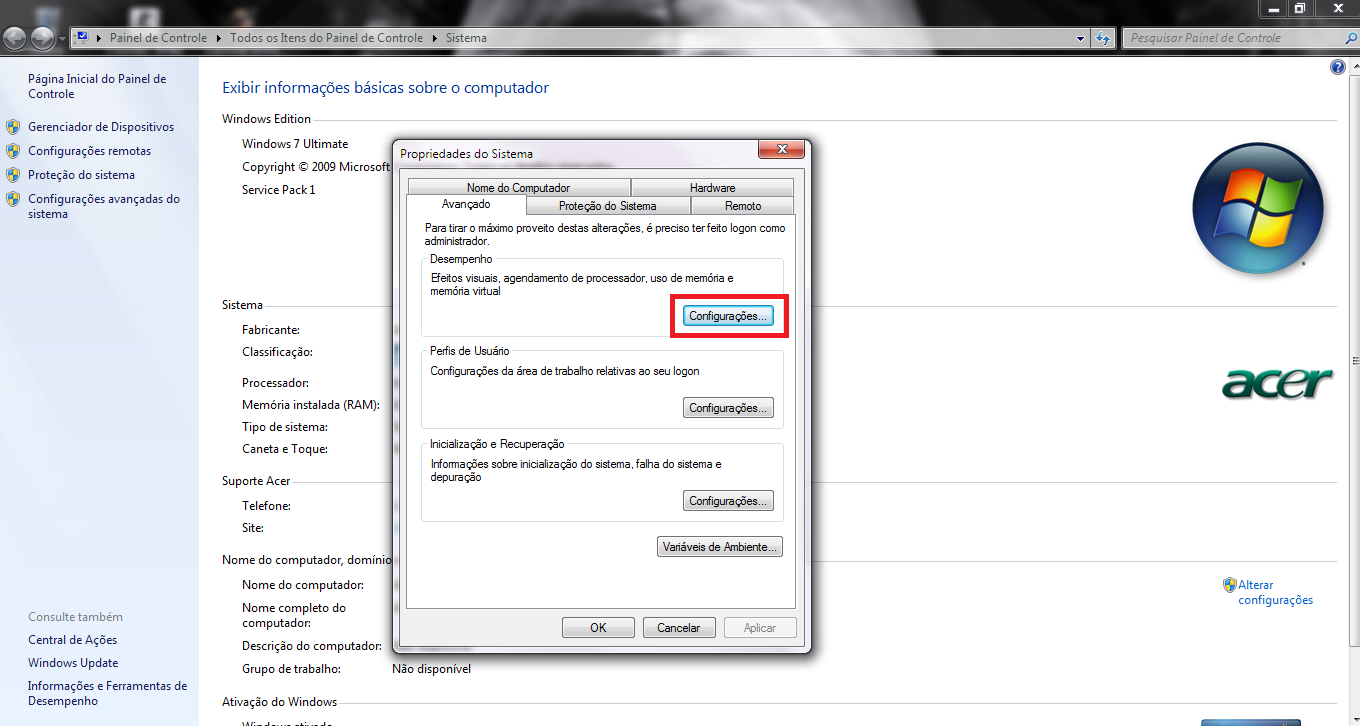 Painel de Controle
Todos os Itens do Painel de Controle
Sistema
Pesquisar Painel de Controle
Página Inicial do Painel de
Controle
Gerenciador de Dispositivos
Configurações remotas
Proteção do sistema
Configurações avançadas do
sistema
Consulte também
Central de Ações
Windows Update
Informações e Ferramentas de
Desempenho
Exibir informações básicas sobre o computador
Windows Edition
Windows 7 Ultimate
Copyright © 2009 Microsoft
Service Pack 1
Sistema
Fabricante:
Classificação:
Processador:
Memória instalada (RAM):
Tipo de sistema:
Caneta e Toque:
Suporte Acer
Telefone:
Site:
Nome do computador, domínio
Nome do computador:
Nome completo do
computador:
Descrição do computador:
Grupo de trabalho:
Não disponível
Ativação do Windows
Propriedades do Sistema
Nome do Computador
Hardware
Avançado
Proteção do Sistema
Remoto
Para tirar o máximo proveito destas alterações, é preciso ter feito logon como
administrador.
Desempenho
Efeitos visuais, agendamento de processador, uso de memória e
memória virtual
Configurações...
Perfis de Usuário
Configurações da área de trabalho relativas ao seu logon
Configurações...
Inicialização e Recuperação
Informações sobre inicialização do sistema, falha do sistema e
depuração
Configurações...
Variáveis de Ambiente...
OK
Cancelar
Aplicar
acer
Alterar
configurações